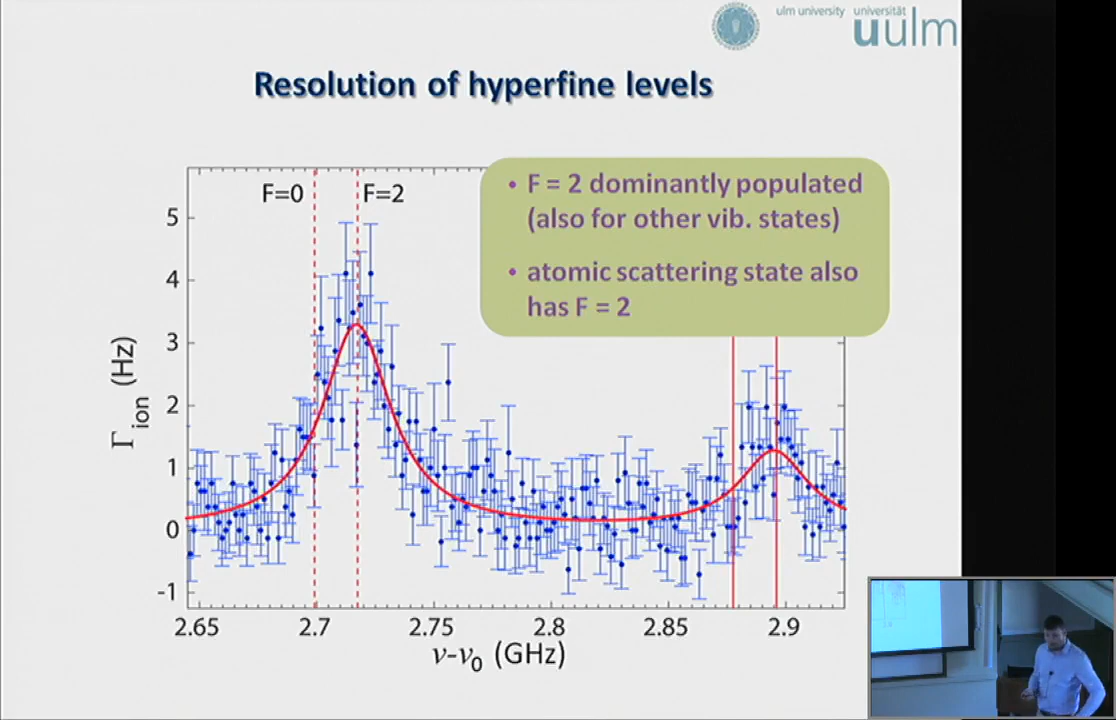 ulm university universität
uulm
Resolution of hyperfine levels
F=0
F=2
• F = 2 dominantly populated
(also for other vib. states)
• atomic scattering state also
has F = 2
5
4
3
2
1
0
-1
Γion (Hz)
2.65 2.7 2.75 2.8 2.85 2.9
ν-ν0 (GHz)